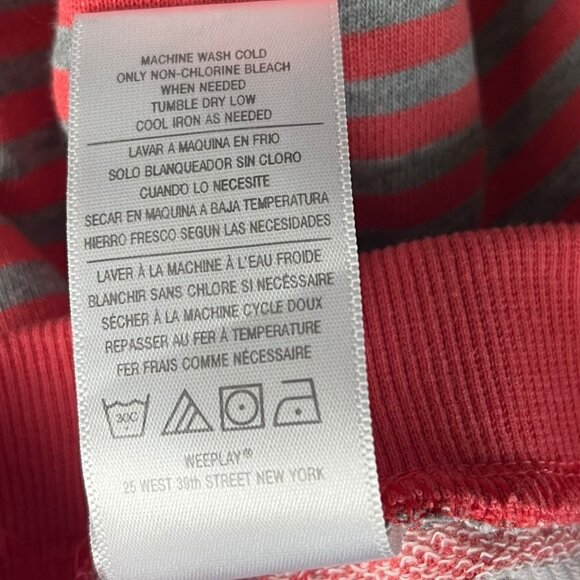 MACHINE WASH COLD
ONLY NON-CHLORINE BLEACH
WHEN NEEDED
TUMBLE DRY LOW
COOL IRON AS NEEDED
LAVAR A MAQUINA EN FRIO
SOLO BLANQUEADOR SIN CLORO
CUANDO LO NECESITE
SECAR EN MAQUINA A BAJA TEMPERATURA
HIERRO FRESCO SEGUN LAS NECESIDADES
LAVER À LA MACHINE À L'EAU FROIDE
BLANCHIR SANS CHLORE SI NÉCESSAIRE
SÉCHER À LA MACHINE CYCLE DOUX
REPASSER AU FER À TEMPERATURE
FER FRAIS COMME NÉCESSAIRE
30C
WEEPLAY®
25 WEST 39th STREET NEW YORK